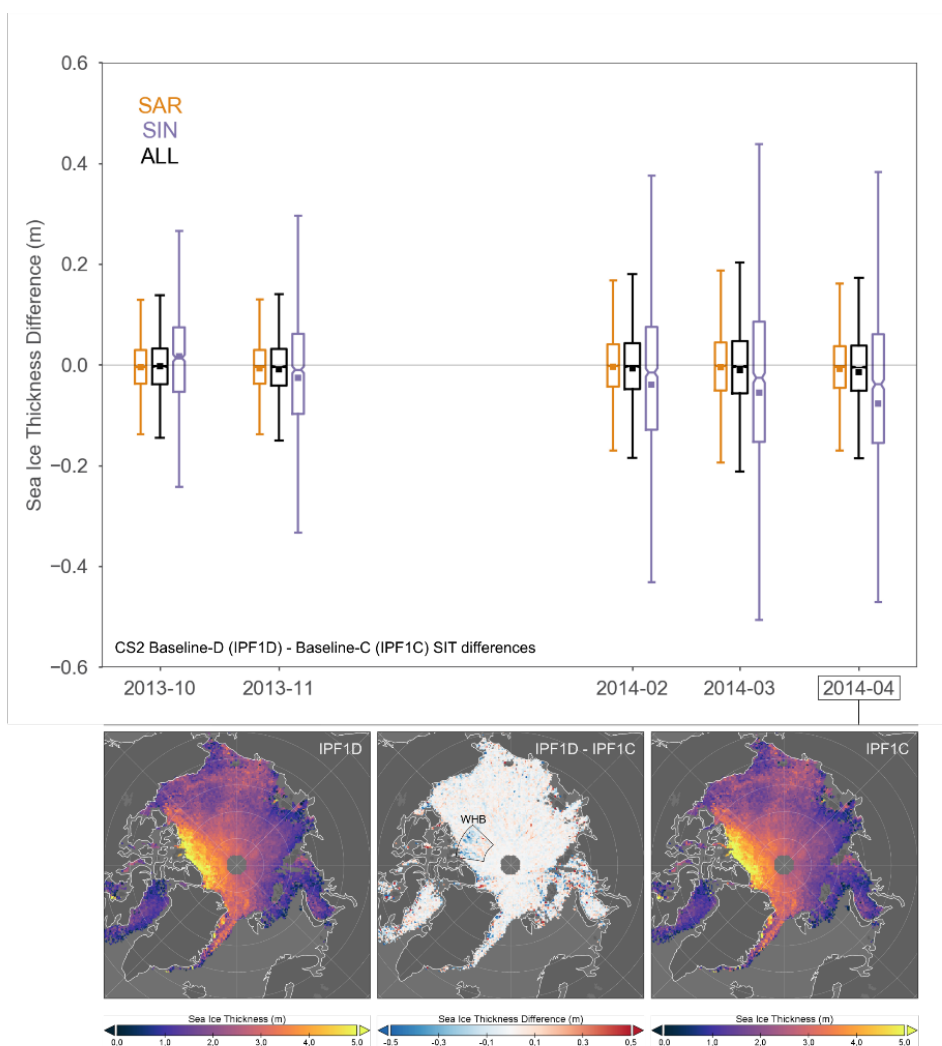 0.6
SAR
SIN
ALL
0.4
0.2
0.0
−0.2
−0.4
−0.6
Sea Ice Thickness Difference (m)
CS2 Baseline-D (IPF1D) - Baseline-C (IPF1C) SIT differences
2013-10 2013-11 2014-02 2014-03 2014-04
IPF1D IPF1D - IPF1C IPF1C
WHB
Sea Ice Thickness (m) Sea Ice Thickness Difference (m) Sea Ice Thickness (m)
0.0 1.0 2.0 3.0 4.0 5.0 -0.5 -0.3 -0.1 0.1 0.3 0.5 0.0 1.0 2.0 3.0 4.0 5.0